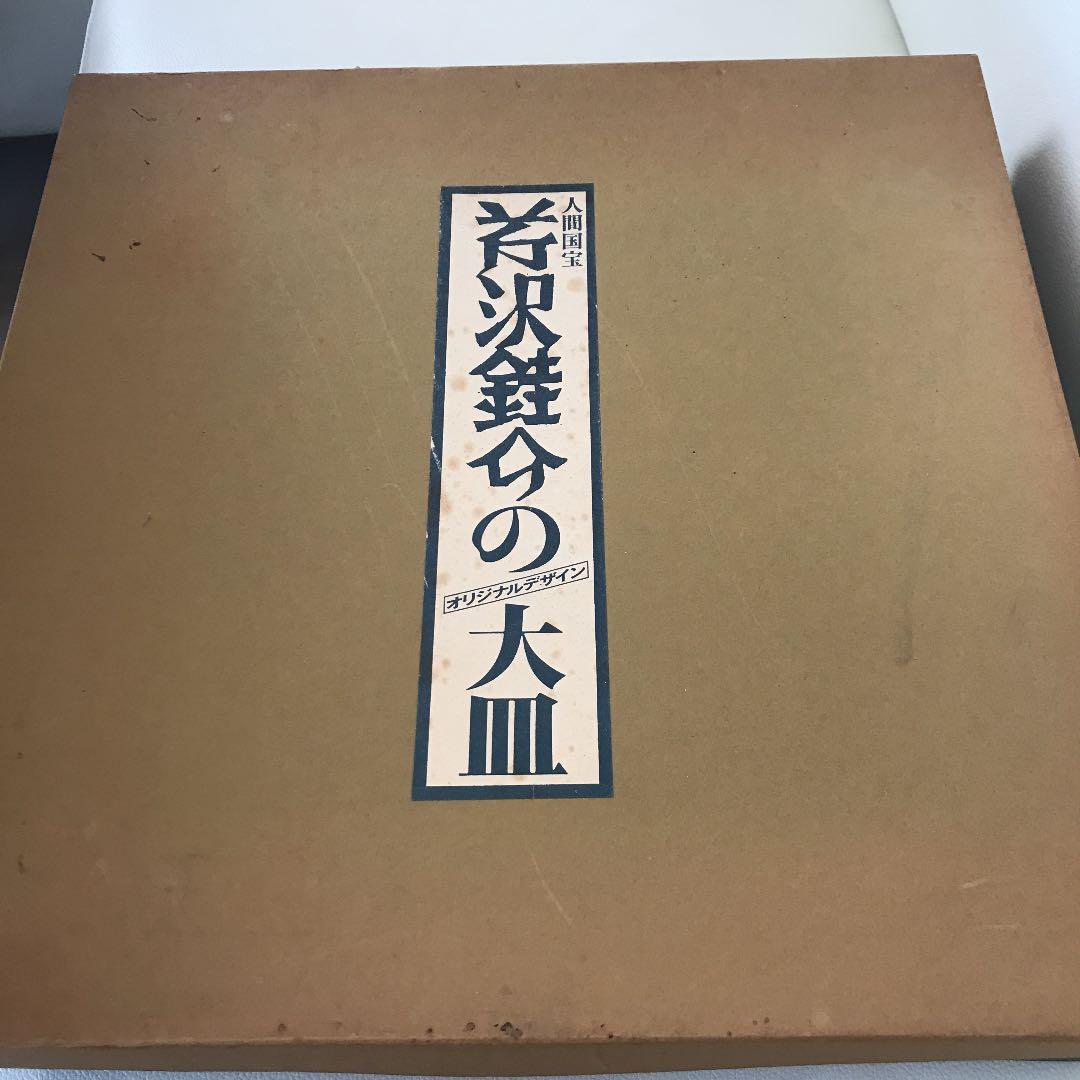 人間国宝
芹沢銈介の
オリジナルデザイン
大皿